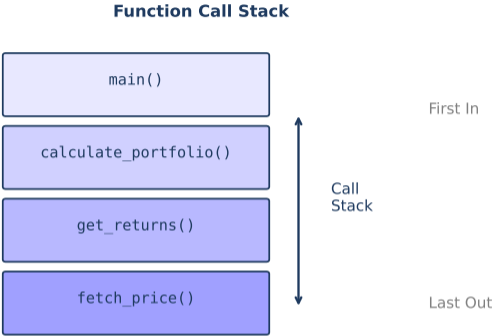 Function Call Stack
main()
First In
calculate_portfolio()
Call
Stack
get_returns()
fetch_price()
Last Out